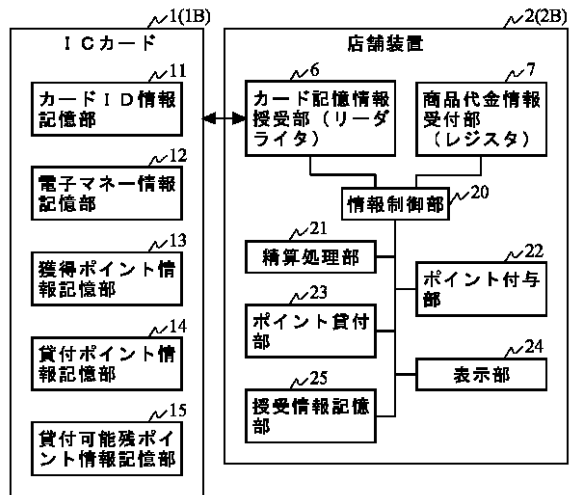 1(1B)
ICカード
11
カードID情報
記憶部
12
電子マネー情報
記憶部
13
獲得ポイント情
報記憶部
14
貸付ポイント情
報記憶部
15
貸付可能残ポイ
ント情報記憶部
2(2B)
店舗装置
6
カード記憶情報
授受部(リーダ
ライタ)
7
商品代金情報
受付部
(レジスタ)
情報制御部
20
21
精算処理部
22
ポイント付与
部
23
ポイント貸付
部
24
表示部
25
授受情報記憶
部